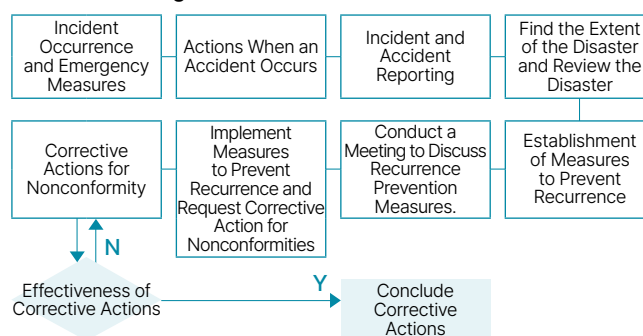 Incident
Occurrence
and Emergency
Measures
Actions When an
Accident Occurs
Incident and
Accident
Reporting
Find the Extent
of the Disaster
and Review the
Disaster
Corrective
Actions for
Nonconformity
Implement
Measures
to Prevent
Recurrence and
Request Corrective
Action for
Nonconformities
Conduct a
Meeting to Discuss
Recurrence
Prevention
Measures.
Establishment
of Measures
to Prevent
Recurrence
N
Effectiveness of
Corrective Actions
Y
Conclude
Corrective
Actions